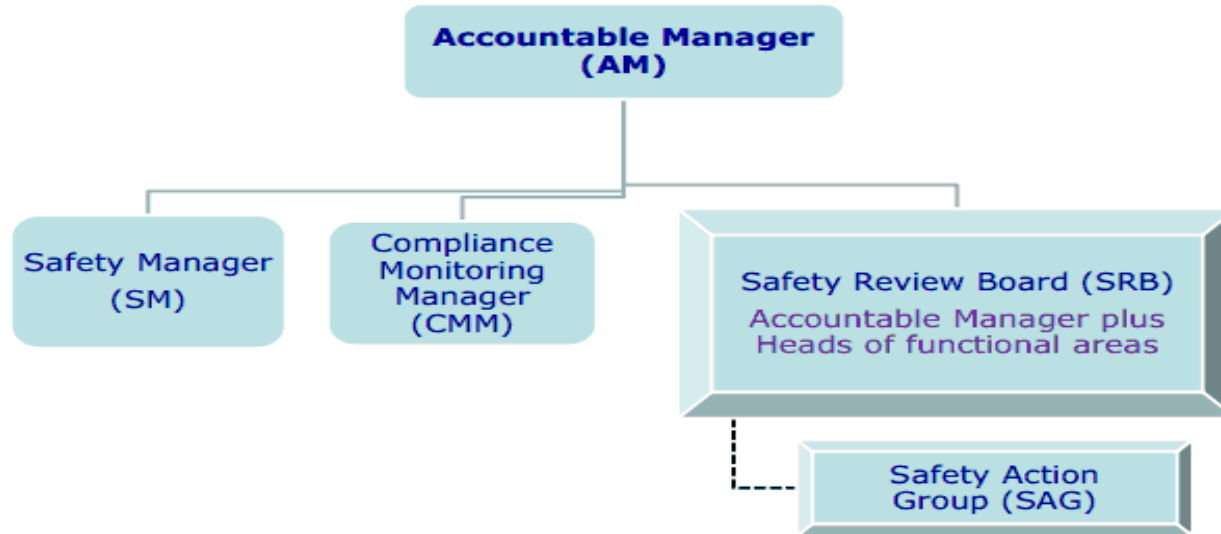 Accountable Manager
(AM)
Safety Manager
(SM)
Compliance
Monitoring
Manager
(CMM)
Safety Review Board (SRB)
Accountable Manager plus
Heads of functional areas
Safety Action
Group (SAG)